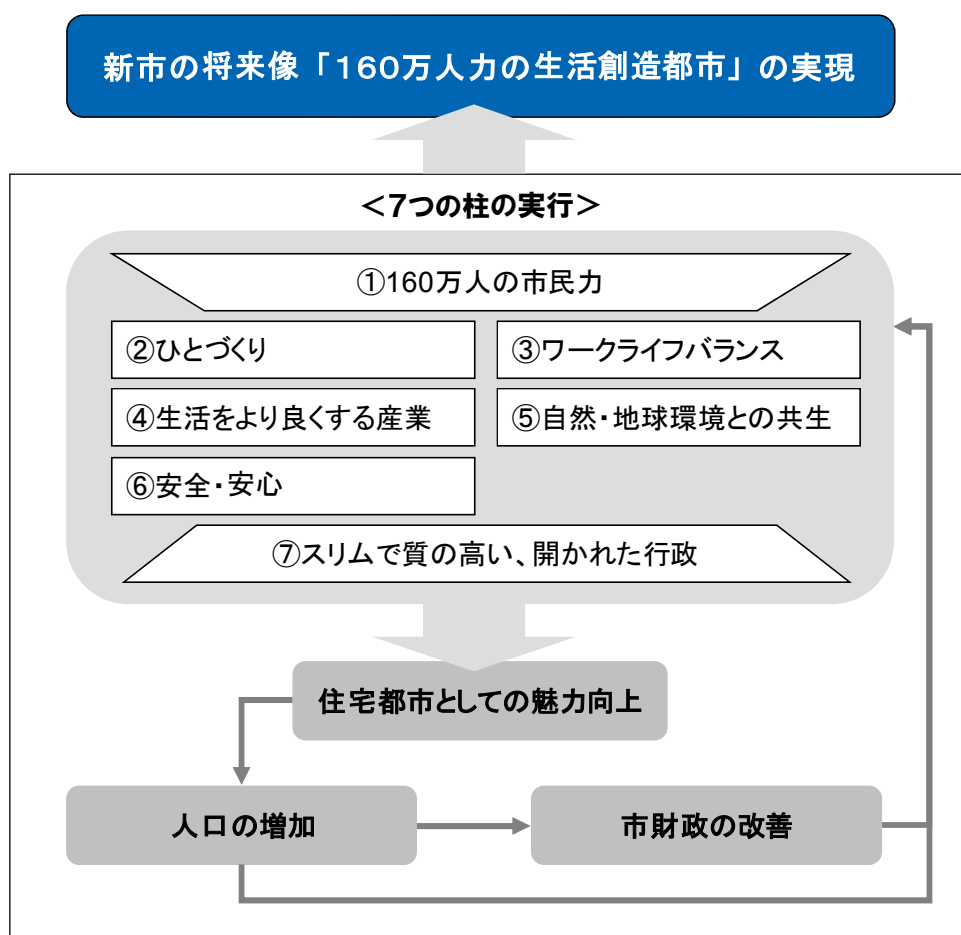 新市の将来像「160万人力の生活創造都市」の実現
＜7つの柱の実行＞
①160万人の市民力
②ひとづくり
③ワークライフバランス
④生活をより良くする産業
⑤自然・地球環境との共生
⑥安全・安心
⑦スリムで質の高い、開かれた行政
住宅都市としての魅力向上
人口の増加
市財政の改善